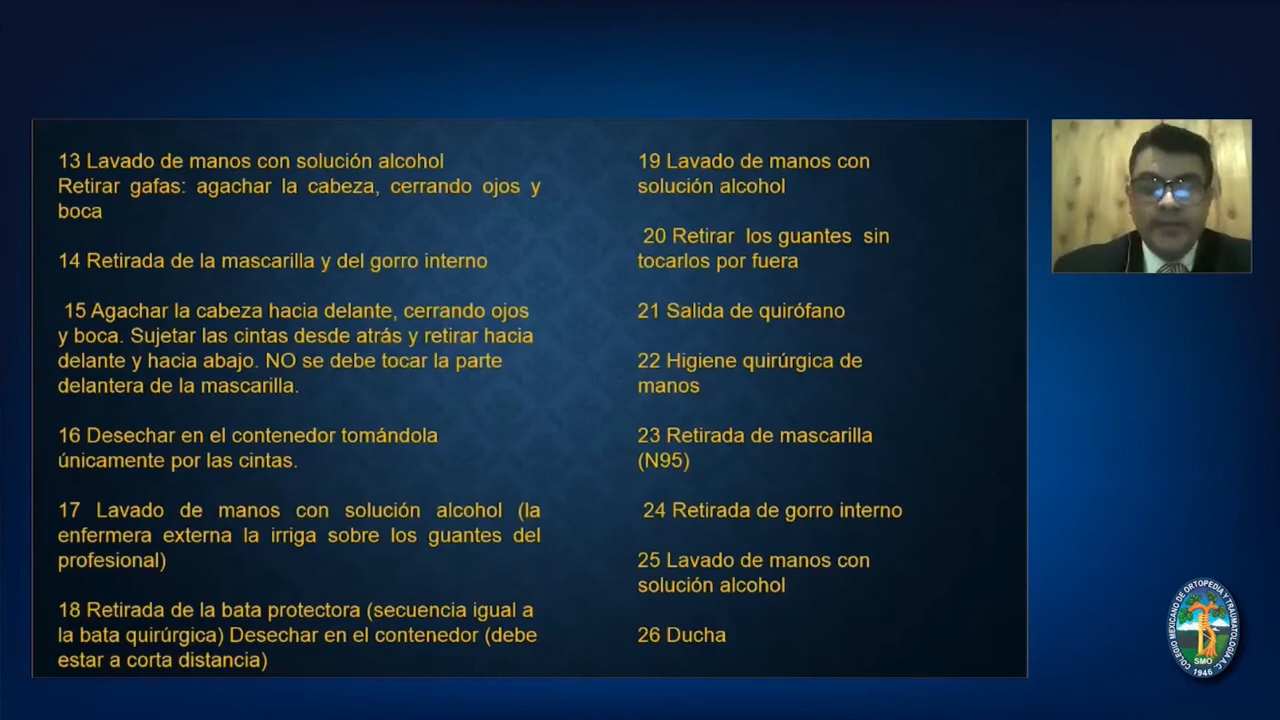 13 Lavado de manos con solución alcohol
Retirar gafas: agachar la cabeza, cerrando ojos y
boca
14 Retirada de la mascarilla y del gorro interno
15 Agachar la cabeza hacia delante, cerrando ojos
y boca. Sujetar las cintas desde atrás y retirar hacia
delante y hacia abajo. NO se debe tocar la parte
delantera de la mascarilla.
16 Desechar en el contenedor tomándola
únicamente por las cintas.
17 Lavado de manos con solución alcohol (la
enfermera externa la irriga sobre los guantes del
profesional)
18 Retirada de la bata protectora (secuencia igual a
la bata quirúrgica) Desechar en el contenedor (debe
estar a corta distancia)
19 Lavado de manos con
solución alcohol
20 Retirar los guantes sin
tocarlos por fuera
21 Salida de quirófano
22 Higiene quirúrgica de
manos
23 Retirada de mascarilla
(N95)
24 Retirada de gorro interno
25 Lavado de manos con
solución alcohol
26 Ducha
COLEGIO MEXICANO DE ORTOPEDIA Y TRAUMATOLOGÍA A.C.
SMO
1946